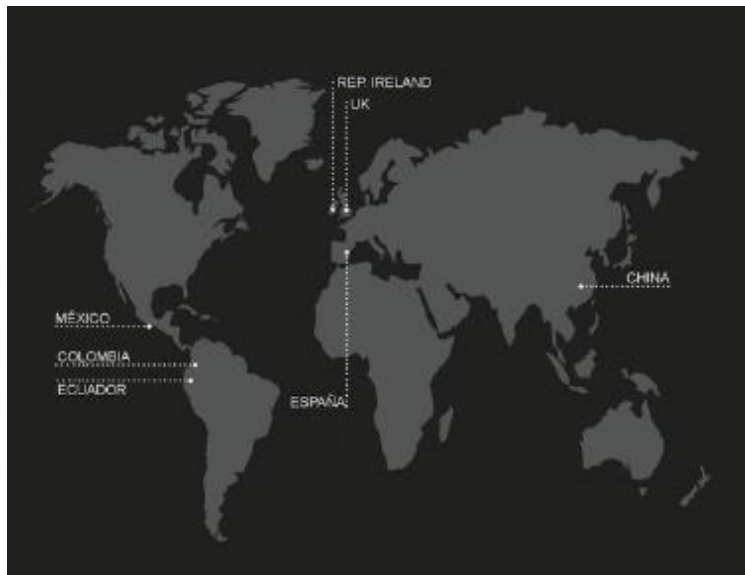 REP. IRELAND
UK
CHINA
MÉXICO
COLOMBIA
ECUADOR
ESPAÑA